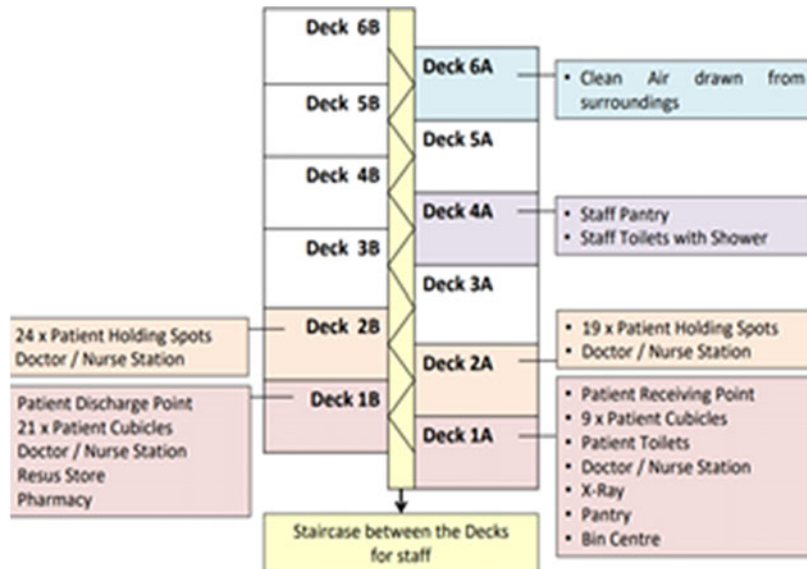 Deck 6B
Deck 6A
• Clean Air drawn from
surroundings
Deck 5B
Deck 5A
Deck 4B
Deck 4A
• Staff Pantry
• Staff Toilets with Shower
Deck 3B
Deck 3A
24 x Patient Holding Spots
Doctor / Nurse Station
Deck 2B
• 19 x Patient Holding Spots
• Doctor / Nurse Station
Deck 2A
Patient Discharge Point
21 x Patient Cubicles
Doctor / Nurse Station
Resus Store
Pharmacy
Deck 1B
Deck 1A
• Patient Receiving Point
• 9 x Patient Cubicles
• Patient Toilets
• Doctor / Nurse Station
• X-Ray
• Pantry
• Bin Centre
Staircase between the Decks
for staff